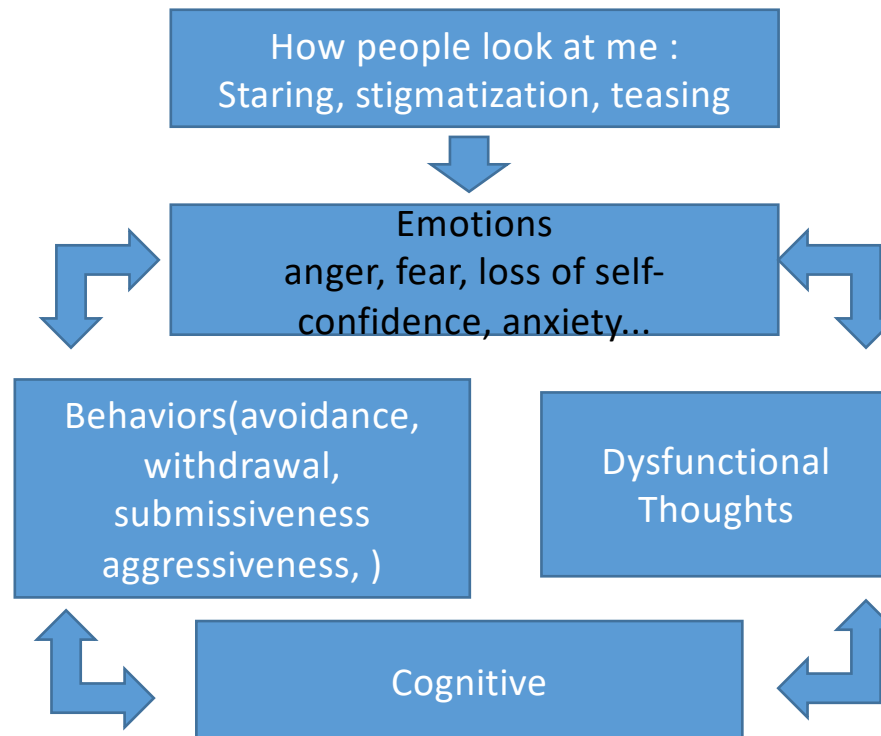 How people look at me :
Staring, stigmatization, teasing
Emotions
anger, fear, loss of self-
confidence, anxiety...
Behaviors(avoidance,
withdrawal,
submissiveness
aggressiveness, )
Dysfunctional
Thoughts
Cognitive